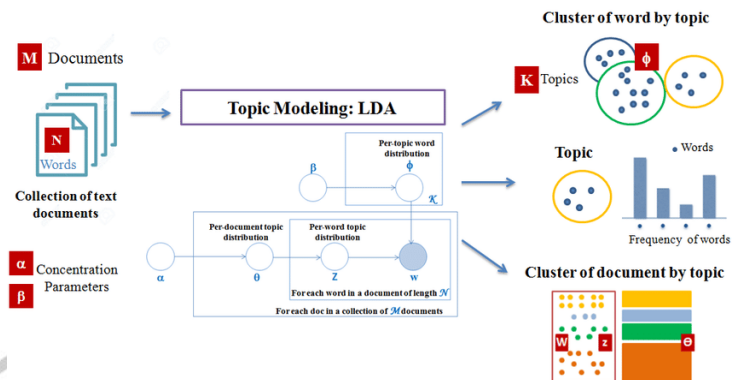 Cluster of word by topic
M Documents
ϕ
K Topics
N
Words
Topic Modeling: LDA
Collection of text
documents
Per-topic word
distribution
β
ϕ
K
Topic
Words
Frequency of words
Per-document topic
distribution
Per-word topic
distribution
α
θ
Z
w
For each word in a document of length N
For each doc in a collection of M documents
α
β
Concentration
Parameters
Cluster of document by topic
W
z
Θ